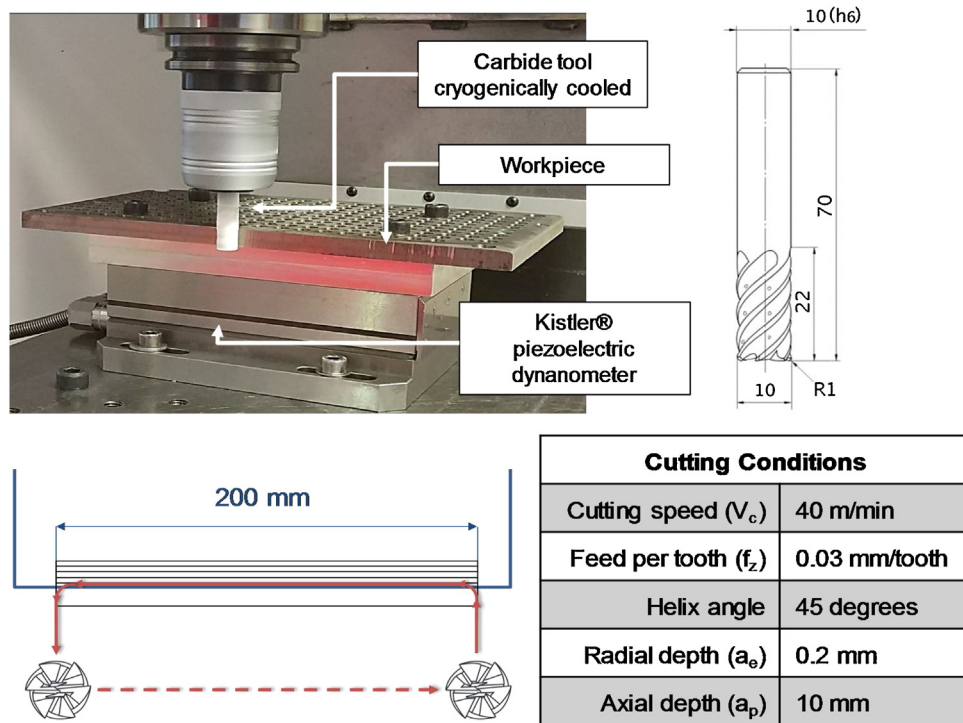 Carbide tool
cryogenically cooled
Workpiece
Kistler®
piezoelectric
dynanometer
10(h6)
70
22
R1
10
200 mm
Cutting Conditions
Cutting speed (Vc) 40 m/min
Feed per tooth (fz) 0.03 mm/tooth
Helix angle 45 degrees
Radial depth (ae) 0.2 mm
Axial depth (ap) 10 mm